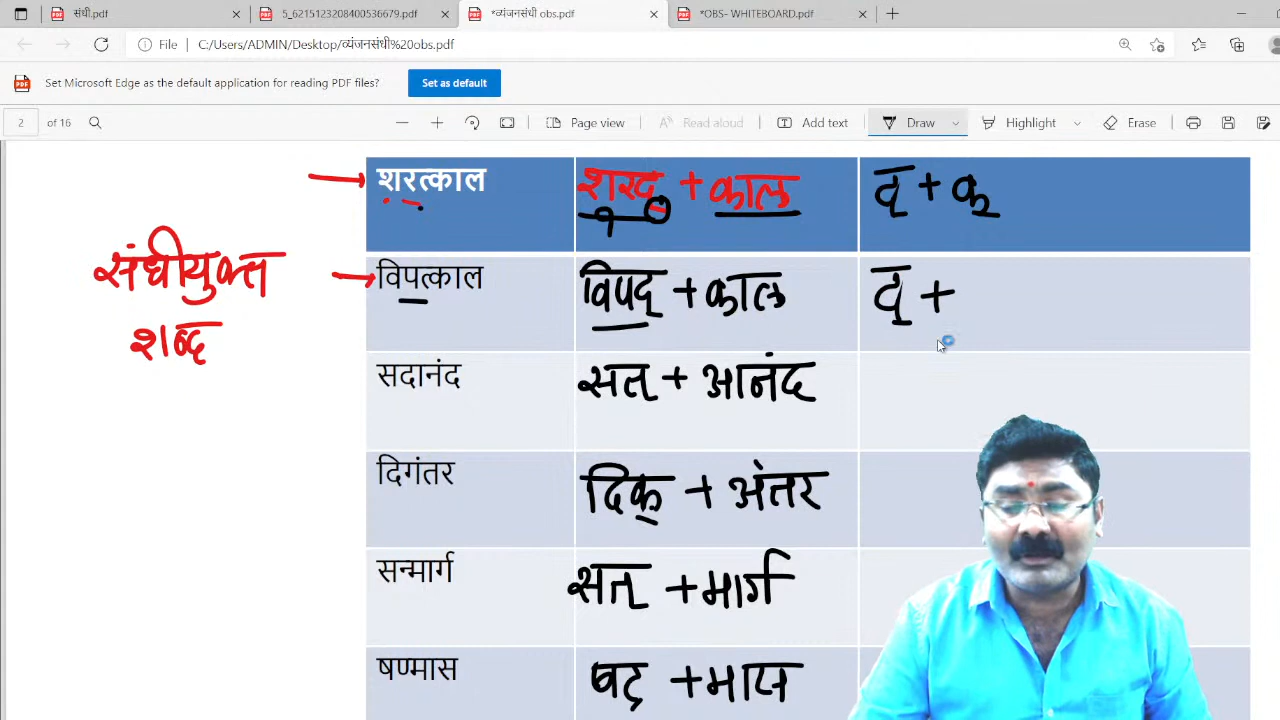 संधी.pdf
5_6215123208400536679.pdf
*व्यंजनसंधी obs.pdf
*OBS- WHITEBOARD.pdf
File C:/Users/ADMIN/Desktop/व्यंजनसंधी%20obs.pdf
Set Microsoft Edge as the default application for reading PDF files? Set as default
2 of 16 Page view Read aloud Add text Draw Highlight Erase
शरत्काल शरद् + काल द् + क्
संधीयुक्त
शब्द
विपत्काल विपद् + काल द् +
सदानंद सत् + आनंद
दिगंतर दिक् + अंतर
सन्मार्ग सत् + मार्ग
षण्मास षट् + मास